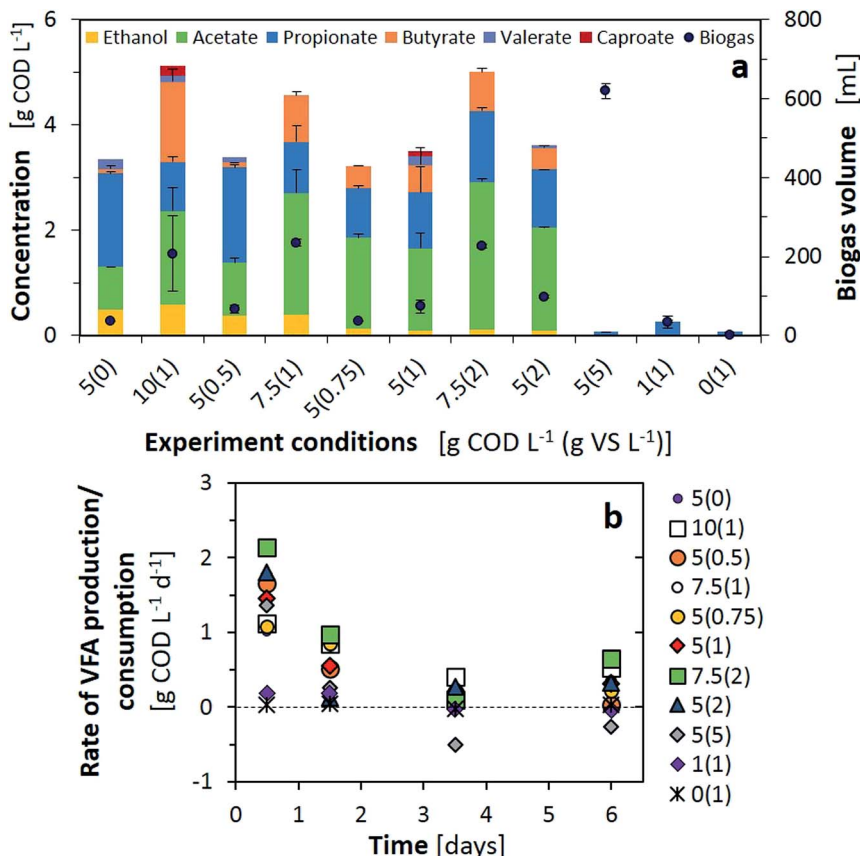 Ethanol Acetate Propionate Butyrate Valerate Caproate Biogas
a
Concentration [g COD L-1]
6
4
2
0
Biogas volume [mL]
800
600
400
200
0
5(0) 10(1) 5(0.5) 7.5(1) 5(0.75) 5(1) 7.5(2) 5(2) 5(5) 1(1) 0(1)
Experiment conditions [g COD L-1 (g VS L-1)]
b
Rate of VFA production/
consumption
[g COD L-1 d-1]
3
2
1
0
-1
0 1 2 3 4 5 6
Time [days]
5(0)
10(1)
5(0.5)
7.5(1)
5(0.75)
5(1)
7.5(2)
5(2)
5(5)
1(1)
0(1)